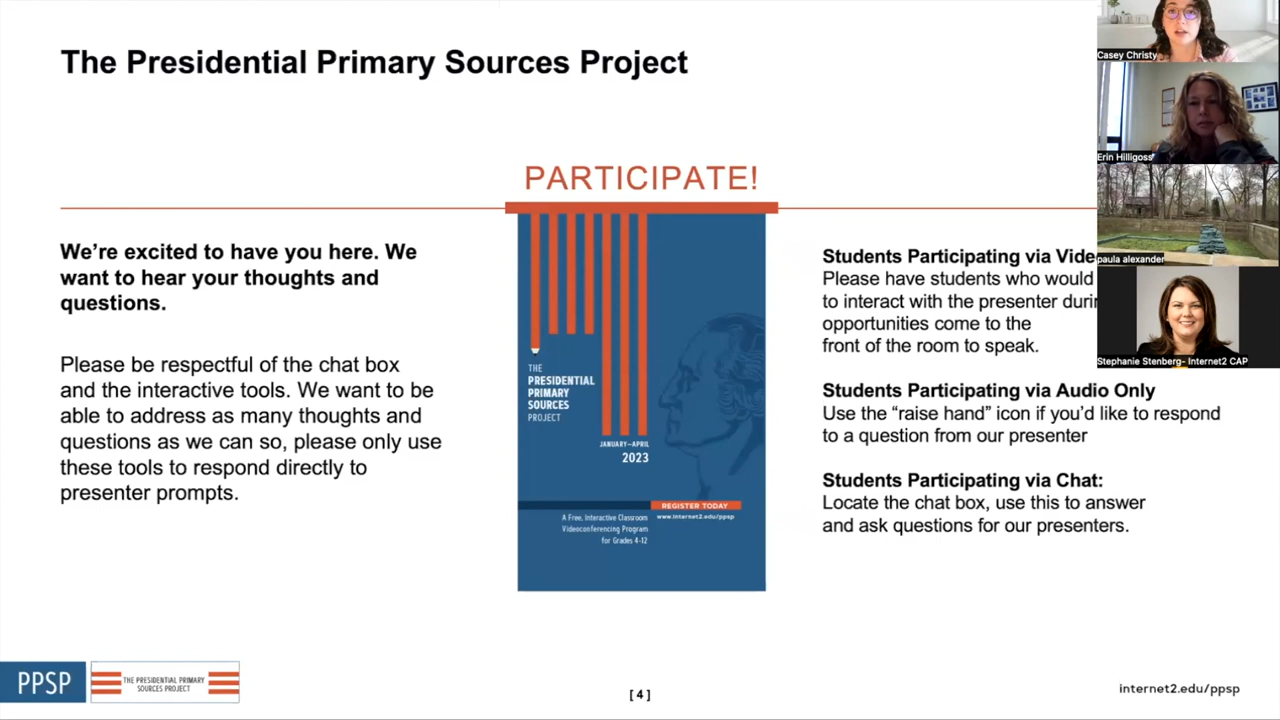 The Presidential Primary Sources Project
PARTICIPATE!
We’re excited to have you here. We
want to hear your thoughts and
questions.
Please be respectful of the chat box
and the interactive tools. We want to be
able to address as many thoughts and
questions as we can so, please only use
these tools to respond directly to
presenter prompts.
THE
PRESIDENTIAL
PRIMARY
SOURCES
PROJECT
JANUARY–APRIL
2023
REGISTER TODAY
www.internet2.edu/ppsp
A Free, Interactive Classroom
Videoconferencing Program
for Grades 4-12
Students Participating via Vide
Please have students who would
to interact with the presenter duri
opportunities come to the
front of the room to speak.
Students Participating via Audio Only
Use the “raise hand” icon if you’d like to respond
to a question from our presenter
Students Participating via Chat:
Locate the chat box, use this to answer
and ask questions for our presenters.
Casey Christy
Erin Hilligoss
paula alexander
Stephanie Stenberg- Internet2 CAP
PPSP
THE PRESIDENTIAL PRIMARY
SOURCES PROJECT
[ 4 ]
internet2.edu/ppsp